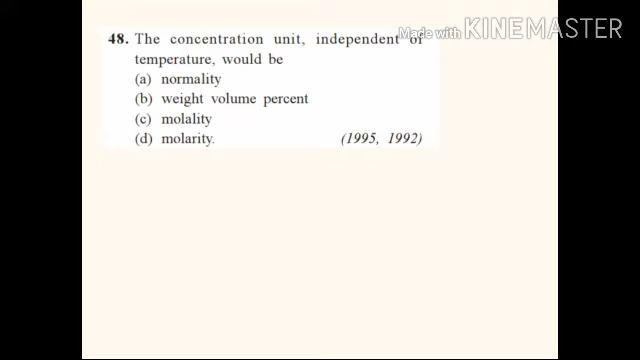 Made with KINEMASTER
48. The concentration unit, independent of
temperature, would be
(a) normality
(b) weight volume percent
(c) molality
(d) molarity. (1995, 1992)